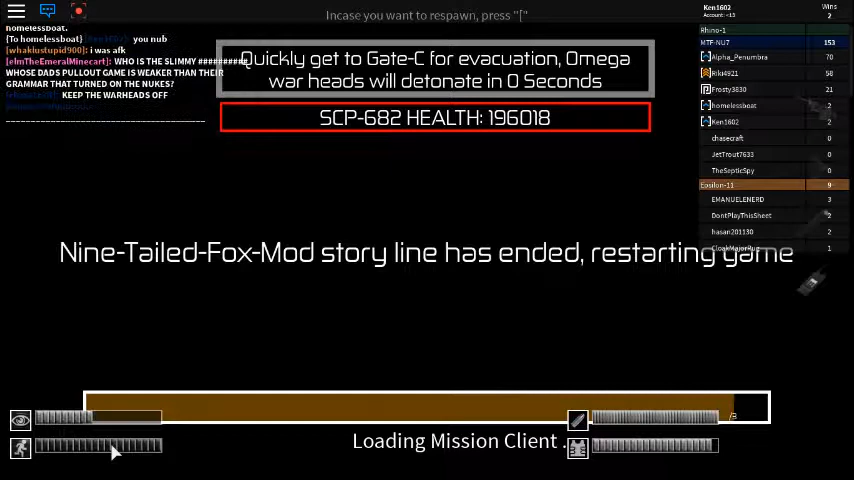 Incase you want to respawn, press "["
Ken1602
Account: <13
Wins
2
homelessboat.
{To homelessboat} you nub
[whaklustupid900]: i was afk
[elmTheEmeralMinecart]: WHO IS THE SLIMMY ##########
WHOSE DADS PULLOUT GAME IS WEAKER THAN THEIR
GRAMMAR THAT TURNED ON THE NUKES?
KEEP THE WARHEADS OFF
Quickly get to Gate-C for evacuation, Omega
war heads will detonate in 0 Seconds
SCP-682 HEALTH: 196018
Rhino-1
MTF-NU7 153
Alpha_Penumbra 70
Riki4921 58
Frosty3830 21
homelessboat 2
Ken1602 2
chasecraft 0
JetTrout7633 0
TheSepticSpy 0
Epsilon-11 9
EMANUELENERD 3
DontPlayThisSheet 2
hasan201130 2
CloakMajorRug 1
Nine-Tailed-Fox-Mod story line has ended, restarting game
/3
Loading Mission Client .